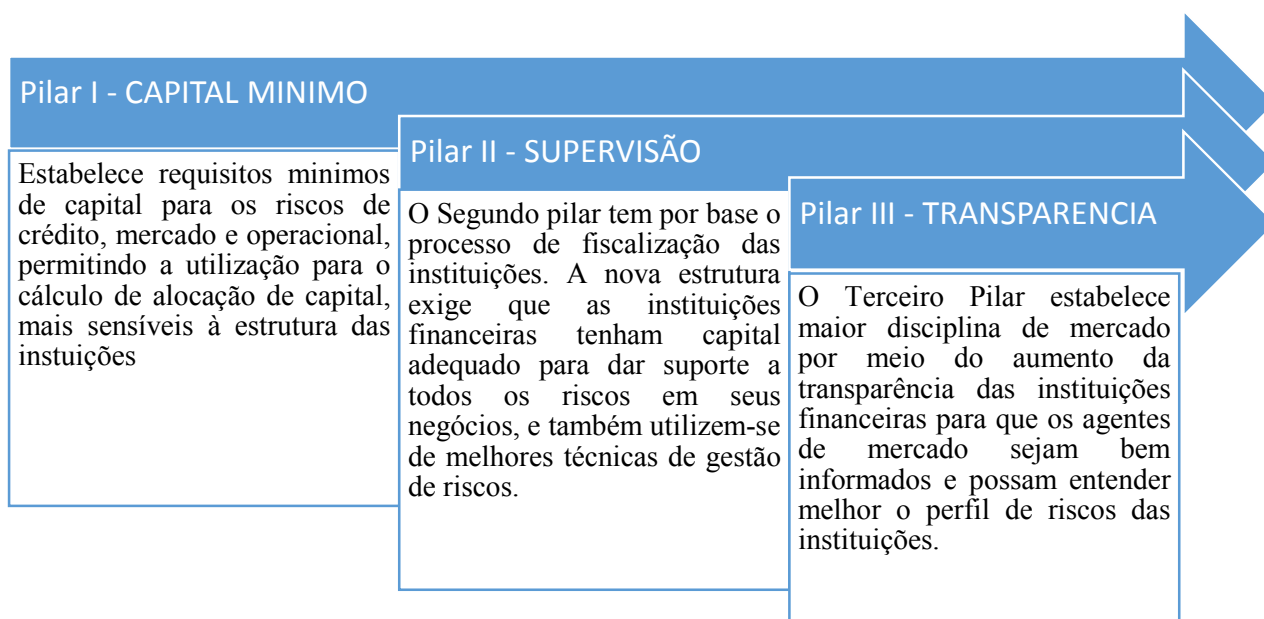 Pilar I - CAPITAL MINIMO
Estabelece requisitos minimos
de capital para os riscos de
crédito, mercado e operacional,
permitindo a utilização para o
cálculo de alocação de capital,
mais sensíveis à estrutura das
instuições
Pilar II - SUPERVISÃO
O Segundo pilar tem por base o
processo de fiscalização das
instituições. A nova estrutura
exige que as instituições
financeiras tenham capital
adequado para dar suporte a
todos os riscos em seus
negócios, e também utilizem-se
de melhores técnicas de gestão
de riscos.
Pilar III - TRANSPARENCIA
O Terceiro Pilar estabelece
maior disciplina de mercado
por meio do aumento da
transparência das instituições
financeiras para que os agentes
de mercado sejam bem
informados e possam entender
melhor o perfil de riscos das
instituições.